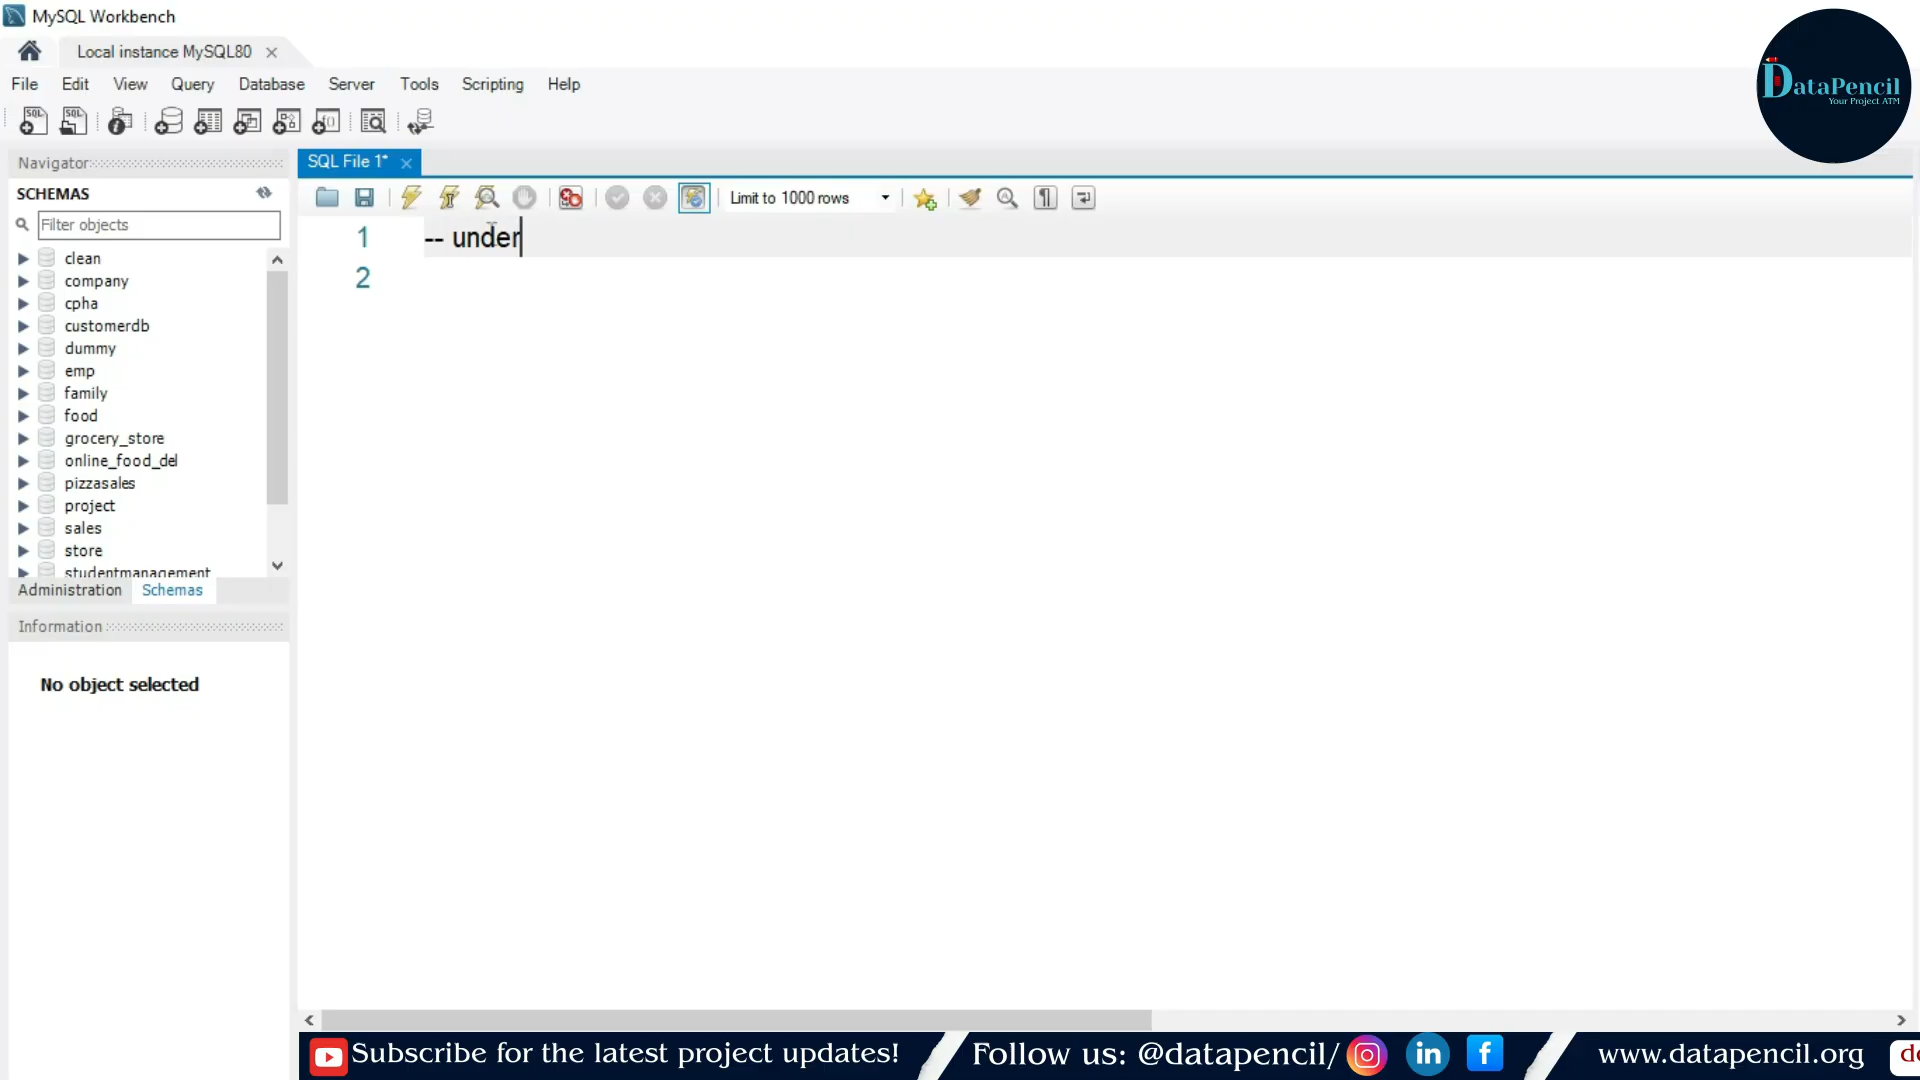 MySQL Workbench
Local instance MySQL80
File Edit View Query Database Server Tools Scripting Help
DataPencil
Your Project ATM
SQL SQL
Navigator
SQL File 1*
SCHEMAS
Limit to 1000 rows
Filter objects
1 -- under
2
clean
company
cpha
customerdb
dummy
emp
family
food
grocery_store
online_food_del
pizzasales
project
sales
store
studentmanagement
Administration Schemas
Information
No object selected
Subscribe for the latest project updates! Follow us: @datapencil/ in f www.datapencil.org